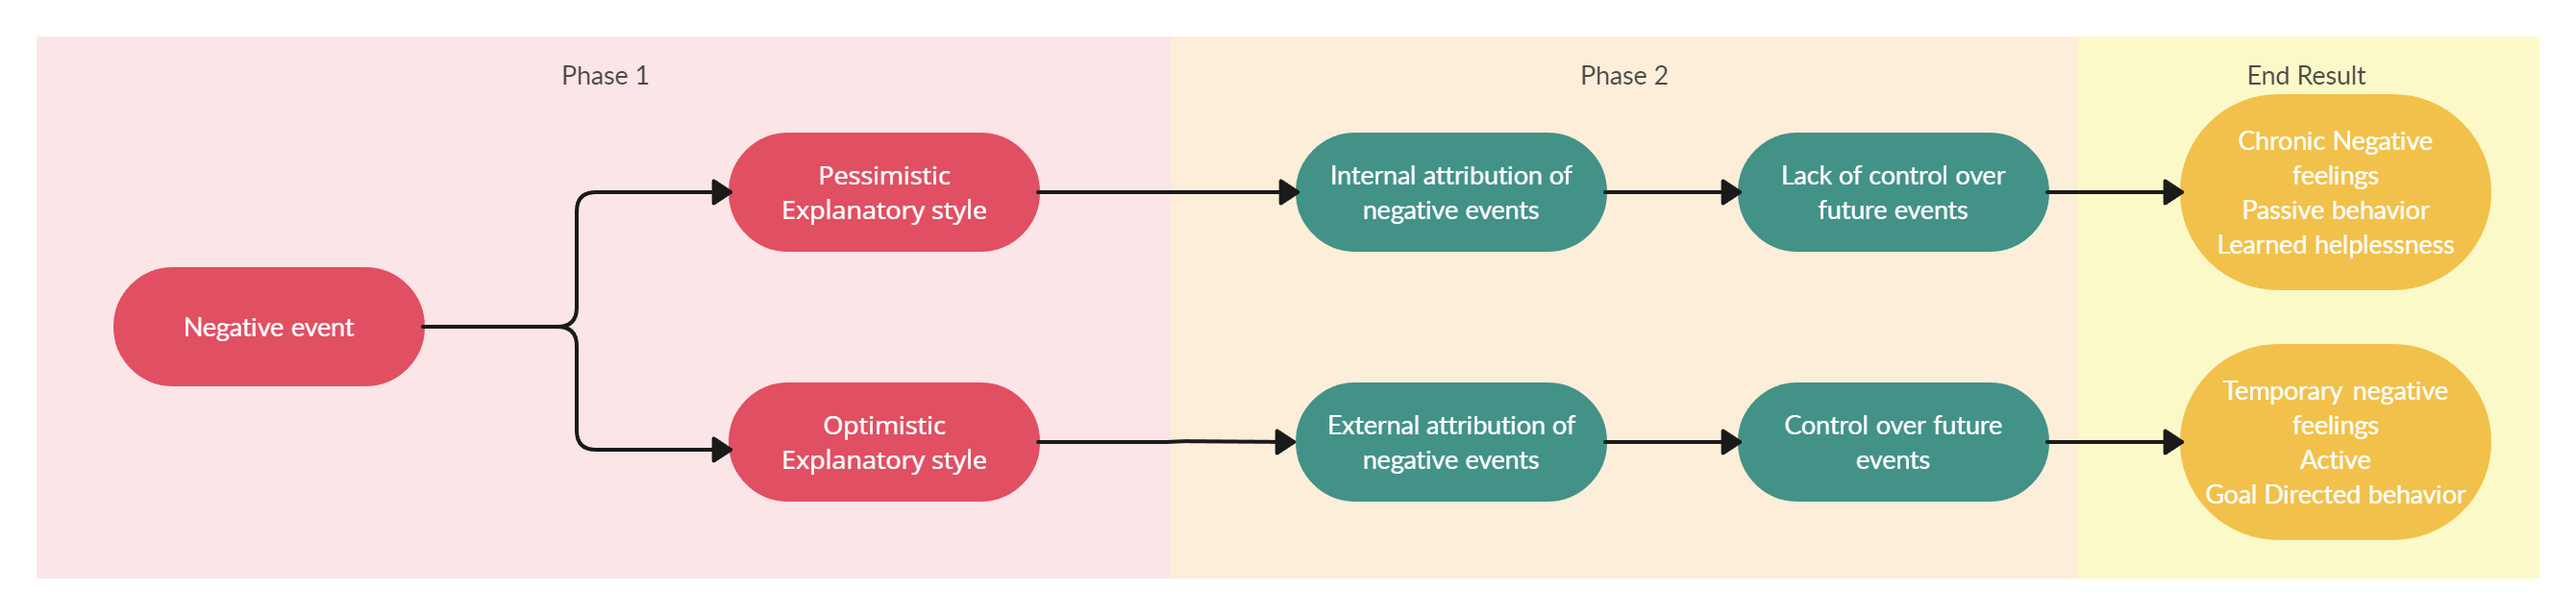 Phase 1
Phase 2
End Result
Negative event
Pessimistic
Explanatory style
Internal attribution of
negative events
Lack of control over
future events
Chronic Negative
feelings
Passive behavior
Learned helplessness
Optimistic
Explanatory style
External attribution of
negative events
Control over future
events
Temporary negative
feelings
Active
Goal Directed behavior